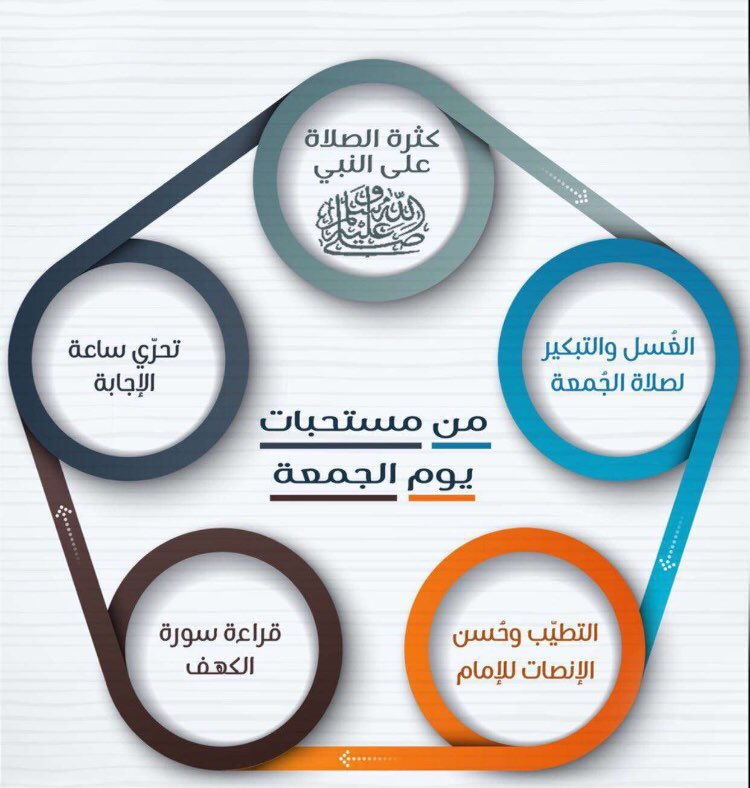 كثرة الصلاة
على النبي
صلى الله عليه وسلم
الغُسل والتبكير
لصلاة الجُمعة
التطيّب وحُسن
الإنصات للإمام
قراءة سورة
الكهف
تحرّي ساعة
الإجابة
من مستحبات
يوم الجمعة